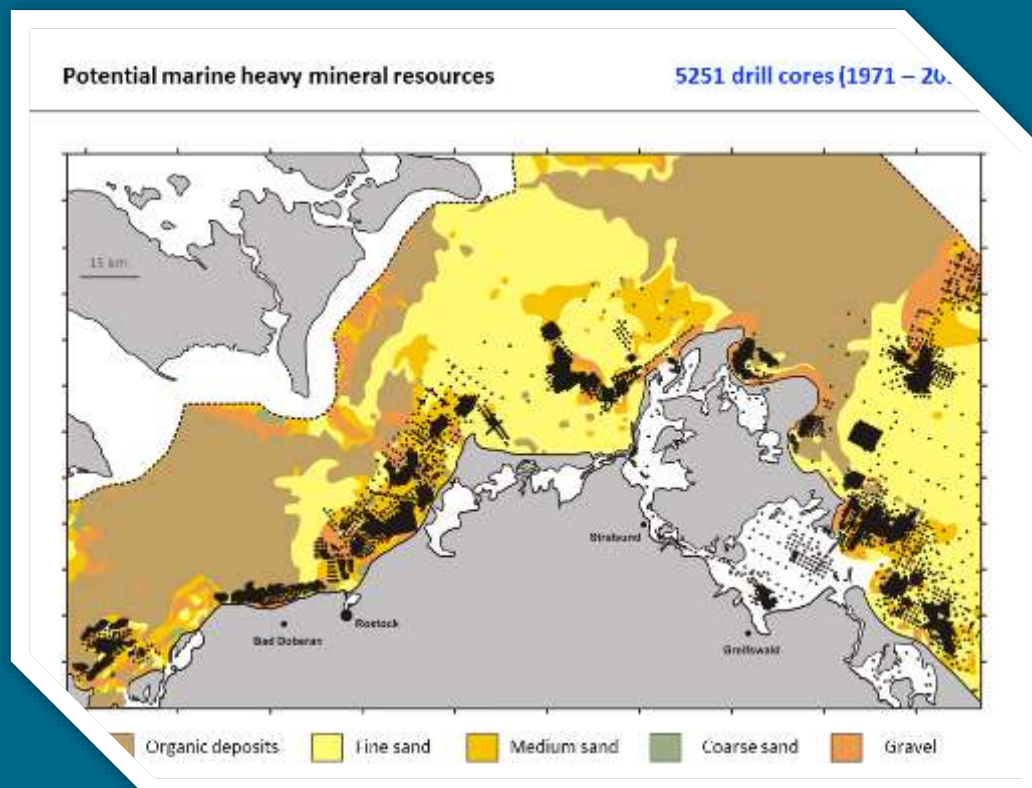 Potential marine heavy mineral resources
5251 drill cores (1971 –
15 km
Stralsund
Rostock
Bad Doberan
Greifswald
Organic deposits
Fine sand
Medium sand
Coarse sand
Gravel